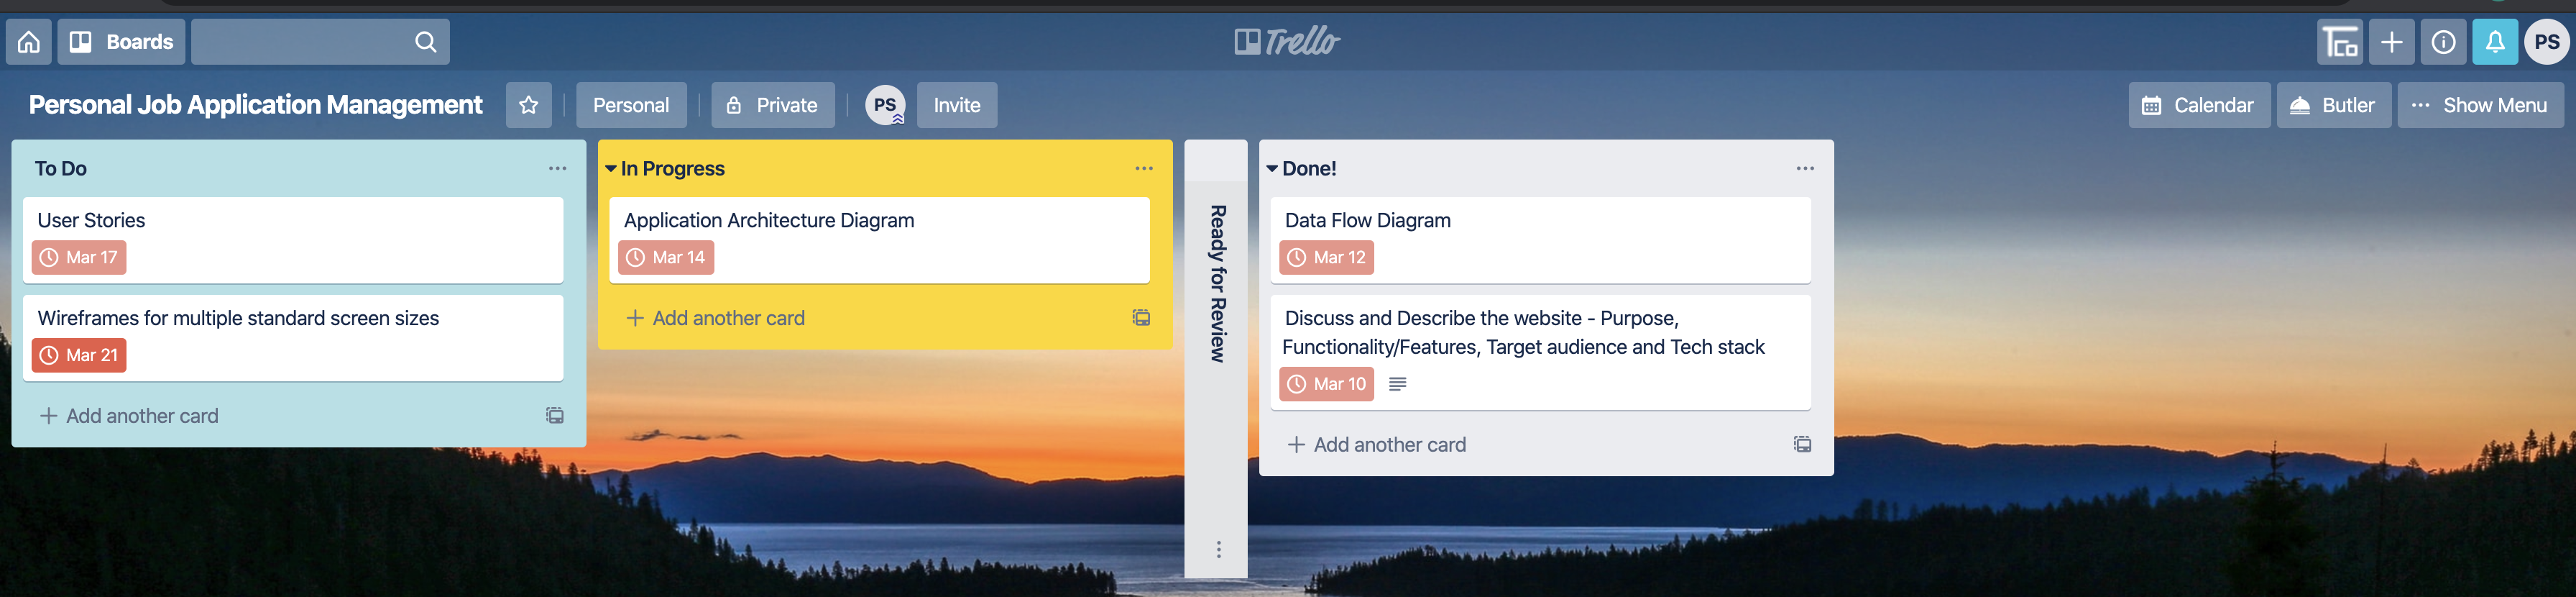 Boards
Trello
PS
Personal Job Application Management
Personal
Private
PS
Invite
Calendar
Butler
Show Menu
To Do
User Stories
Mar 17
Wireframes for multiple standard screen sizes
Mar 21
+ Add another card
In Progress
Application Architecture Diagram
Mar 14
+ Add another card
Ready for Review
Done!
Data Flow Diagram
Mar 12
Discuss and Describe the website - Purpose,
Functionality/Features, Target audience and Tech stack
Mar 10
+ Add another card